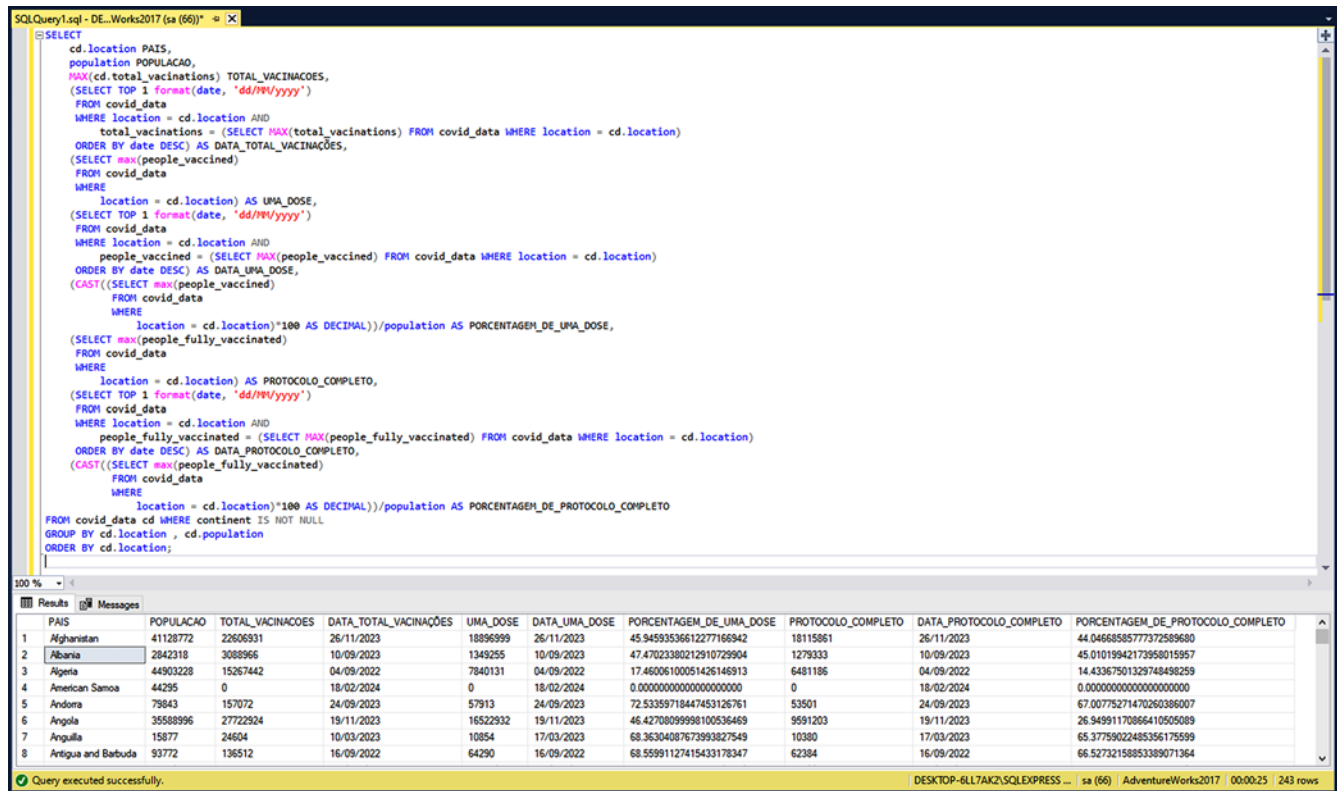 SQLQuery1.sql - DE...Works2017 (sa (66))*
SELECT
cd.location PAIS,
population POPULACAO,
MAX(cd.total_vacinations) TOTAL_VACINACOES,
(SELECT TOP 1 format(date, 'dd/MM/yyyy')
FROM covid_data
WHERE location = cd.location AND
total_vacinations = (SELECT MAX(total_vacinations) FROM covid_data WHERE location = cd.location)
ORDER BY date DESC) AS DATA_TOTAL_VACINAÇÕES,
(SELECT max(people_vaccined)
FROM covid_data
WHERE
location = cd.location) AS UMA_DOSE,
(SELECT TOP 1 format(date, 'dd/MM/yyyy')
FROM covid_data
WHERE location = cd.location AND
people_vaccined = (SELECT MAX(people_vaccined) FROM covid_data WHERE location = cd.location)
ORDER BY date DESC) AS DATA_UMA_DOSE,
(CAST((SELECT max(people_vaccined)
FROM covid_data
WHERE
location = cd.location)*100 AS DECIMAL))/population AS PORCENTAGEM_DE_UMA_DOSE,
(SELECT max(people_fully_vaccinated)
FROM covid_data
WHERE
location = cd.location) AS PROTOCOLO_COMPLETO,
(SELECT TOP 1 format(date, 'dd/MM/yyyy')
FROM covid_data
WHERE location = cd.location AND
people_fully_vaccinated = (SELECT MAX(people_fully_vaccinated) FROM covid_data WHERE location = cd.location)
ORDER BY date DESC) AS DATA_PROTOCOLO_COMPLETO,
(CAST((SELECT max(people_fully_vaccinated)
FROM covid_data
WHERE
location = cd.location)*100 AS DECIMAL))/population AS PORCENTAGEM_DE_PROTOCOLO_COMPLETO
FROM covid_data cd WHERE continent IS NOT NULL
GROUP BY cd.location , cd.population
ORDER BY cd.location;
100 %
Results Messages
PAIS POPULACAO TOTAL_VACINACOES DATA_TOTAL_VACINAÇÕES UMA_DOSE DATA_UMA_DOSE PORCENTAGEM_DE_UMA_DOSE PROTOCOLO_COMPLETO DATA_PROTOCOLO_COMPLETO PORCENTAGEM_DE_PROTOCOLO_COMPLETO
1 Afghanistan 41128772 22606931 26/11/2023 18896999 26/11/2023 45.94593536612277166942 18115861 26/11/2023 44.04668585777372589680
2 Albania 2842318 3088966 10/09/2023 1349255 10/09/2023 47.47023380212910729904 1279333 10/09/2023 45.01019942173958015957
3 Algeria 44903228 15267442 04/09/2022 7840131 04/09/2022 17.46006100051426146913 6481186 04/09/2022 14.43367501329748498259
4 American Samoa 44295 0 18/02/2024 0 18/02/2024 0.00000000000000000000 0 18/02/2024 0.00000000000000000000
5 Andorra 79843 157072 24/09/2023 57913 24/09/2023 72.53359718447453126761 53501 24/09/2023 67.00775271470260386007
6 Angola 35588996 27722924 19/11/2023 16522932 19/11/2023 46.42708099998100536469 9591203 19/11/2023 26.94991170866410505089
7 Anguilla 15877 24604 10/03/2023 10854 17/03/2023 68.36304087673993827549 10380 17/03/2023 65.37759022485356175599
8 Antigua and Barbuda 93772 136512 16/09/2022 64290 16/09/2022 68.55991127415433178347 62384 16/09/2022 66.52732158853389071364
Query executed successfully. DESKTOP-6LL7AKZ\SQLEXPRESS ... sa (66) AdventureWorks2017 00:00:25 243 rows